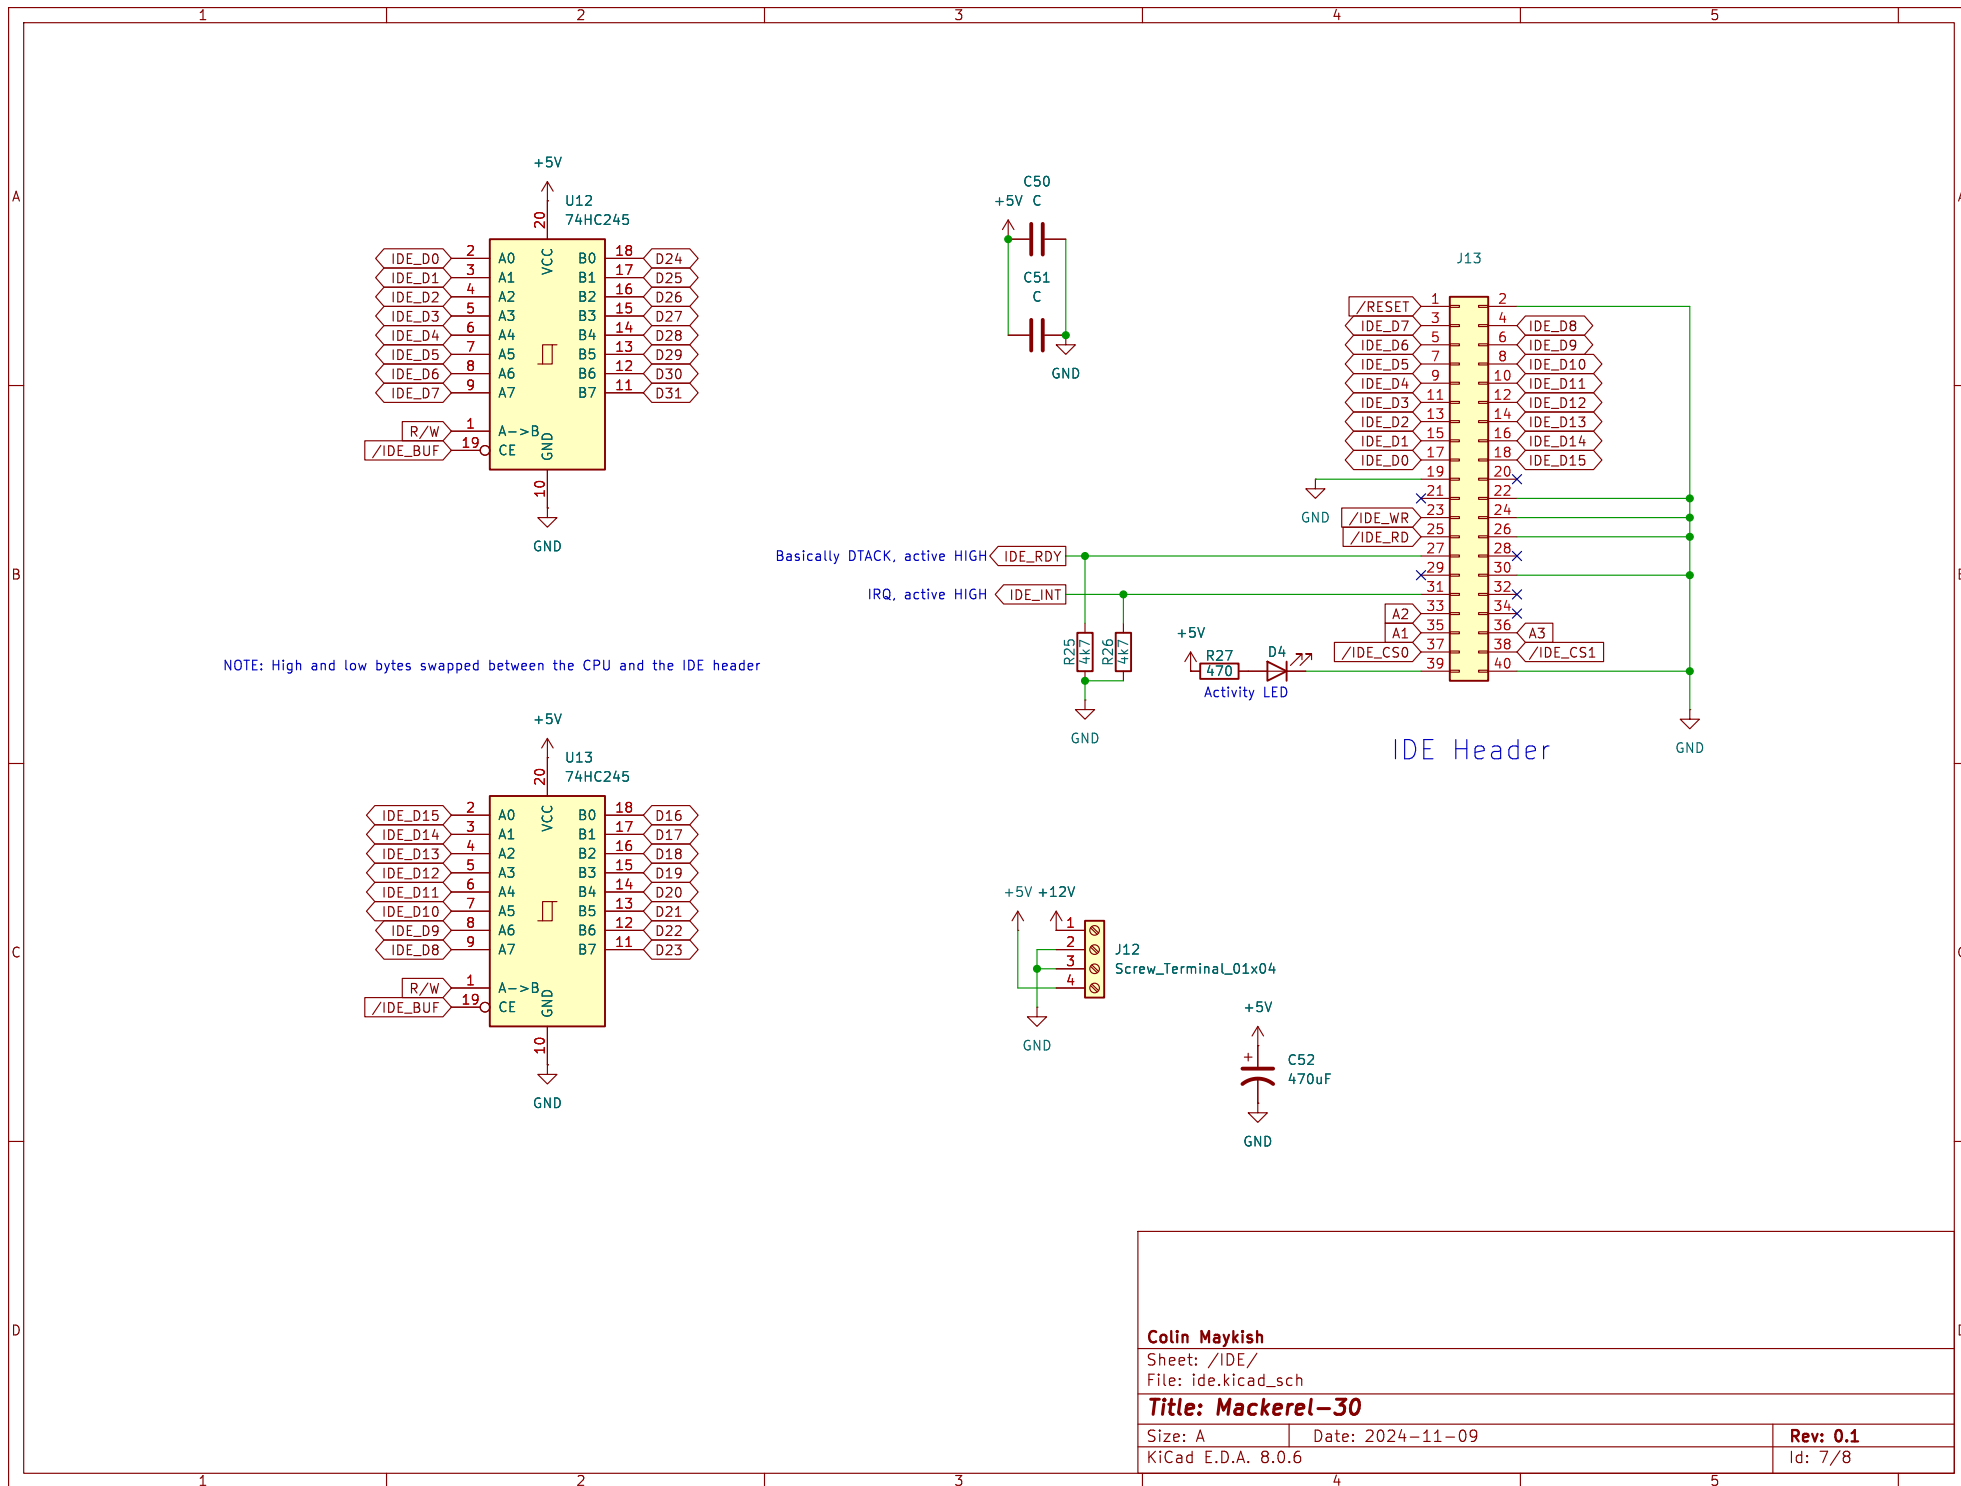 1 2 3 4 5
A
B
C
D
+5V
U12
74HC245
20
VCC
IDE_D0 2 A0 B0 18 D24
IDE_D1 3 A1 B1 17 D25
IDE_D2 4 A2 B2 16 D26
IDE_D3 5 A3 B3 15 D27
IDE_D4 6 A4 B4 14 D28
IDE_D5 7 A5 B5 13 D29
IDE_D6 8 A6 B6 12 D30
IDE_D7 9 A7 B7 11 D31
R/W 1 A->B
/IDE_BUF 19 CE
GND
10
GND
C50
+5V C
C51
C
GND
J13
/RESET 1 2
IDE_D7 3 4 IDE_D8
IDE_D6 5 6 IDE_D9
IDE_D5 7 8 IDE_D10
IDE_D4 9 10 IDE_D11
IDE_D3 11 12 IDE_D12
IDE_D2 13 14 IDE_D13
IDE_D1 15 16 IDE_D14
IDE_D0 17 18 IDE_D15
19 20
21 22
GND /IDE_WR 23 24
/IDE_RD 25 26
Basically DTACK, active HIGH IDE_RDY 27 28
29 30
IRQ, active HIGH IDE_INT 31 32
A2 33 34
A1 35 36 A3
/IDE_CS0 37 38 /IDE_CS1
39 40
R25
4k7
R26
4k7
GND
+5V
R27
470
D4
Activity LED
GND
IDE Header
NOTE: High and low bytes swapped between the CPU and the IDE header
+5V
U13
74HC245
20
VCC
IDE_D15 2 A0 B0 18 D16
IDE_D14 3 A1 B1 17 D17
IDE_D13 4 A2 B2 16 D18
IDE_D12 5 A3 B3 15 D19
IDE_D11 6 A4 B4 14 D20
IDE_D10 7 A5 B5 13 D21
IDE_D9 8 A6 B6 12 D22
IDE_D8 9 A7 B7 11 D23
R/W 1 A->B
/IDE_BUF 19 CE
GND
10
GND
+5V +12V
1
2
3
4
J12
Screw_Terminal_01x04
GND
+5V
+
C52
470uF
GND
Colin Maykish
Sheet: /IDE/
File: ide.kicad_sch
Title: Mackerel-30
Size: A Date: 2024-11-09 Rev: 0.1
KiCad E.D.A. 8.0.6 Id: 7/8
1 2 3 4 5